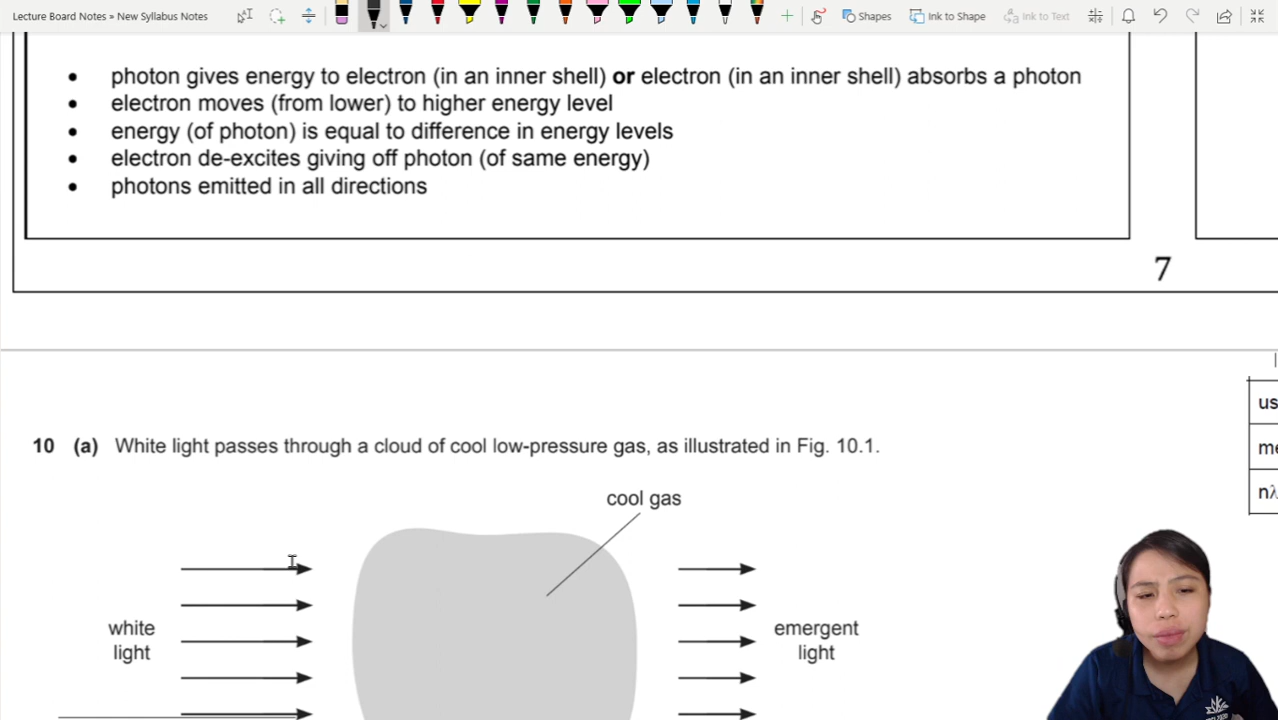 Lecture Board Notes » New Syllabus Notes
Shapes
Ink to Shape
Ink to Text
• photon gives energy to electron (in an inner shell) or electron (in an inner shell) absorbs a photon
• electron moves (from lower) to higher energy level
• energy (of photon) is equal to difference in energy levels
• electron de-excites giving off photon (of same energy)
• photons emitted in all directions
7
10 (a) White light passes through a cloud of cool low-pressure gas, as illustrated in Fig. 10.1.
cool gas
white
light
emergent
light
us
me
nλ